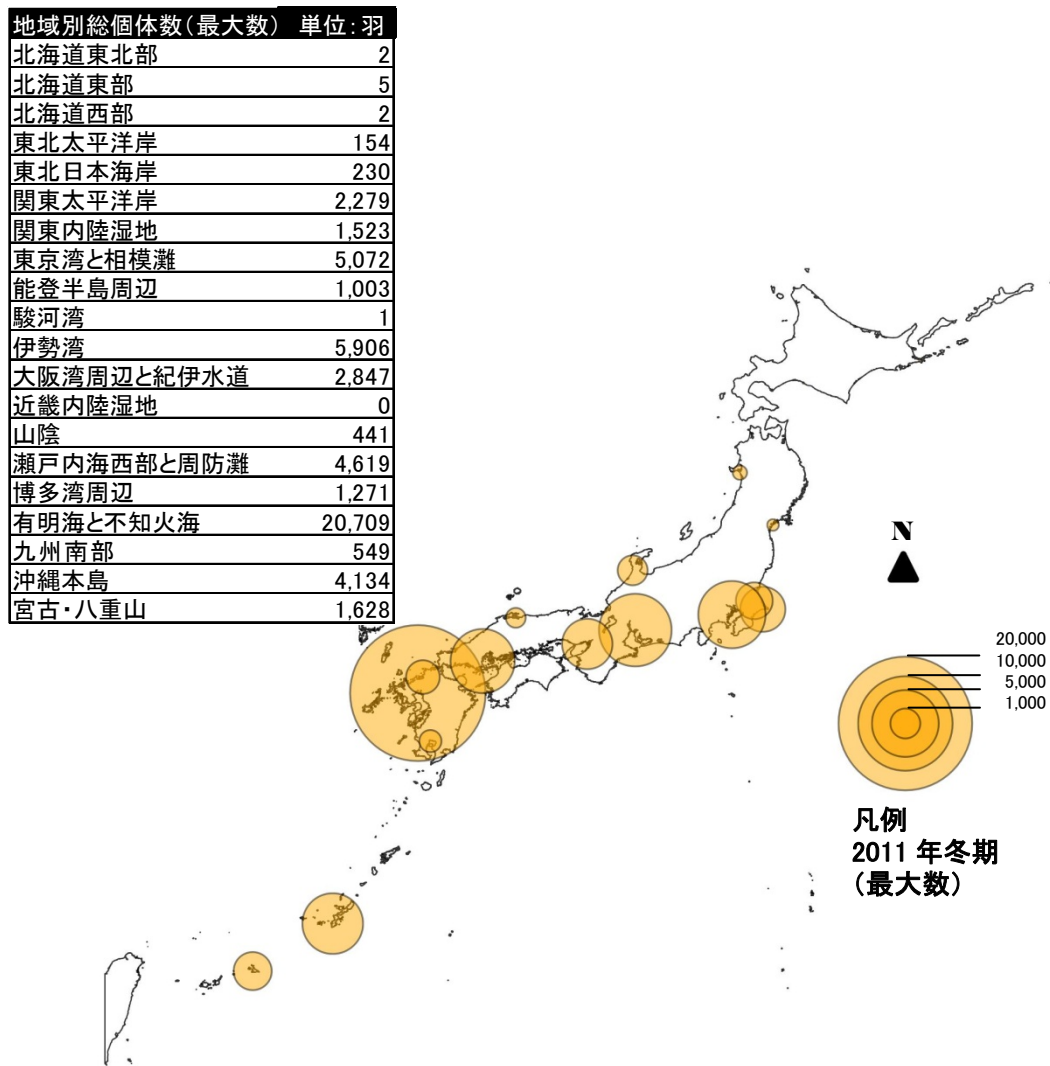 地域別総個体数(最大数) 単位:羽
北海道東北部 2
北海道東部 5
北海道西部 2
東北太平洋岸 154
東北日本海岸 230
関東太平洋岸 2,279
関東内陸湿地 1,523
東京湾と相模灘 5,072
能登半島周辺 1,003
駿河湾 1
伊勢湾 5,906
大阪湾周辺と紀伊水道 2,847
近畿内陸湿地 0
山陰 441
瀬戸内海西部と周防灘 4,619
博多湾周辺 1,271
有明海と不知火海 20,709
九州南部 549
沖縄本島 4,134
宮古・八重山 1,628
N
20,000
10,000
5,000
1,000
凡例
2011 年冬期
(最大数)